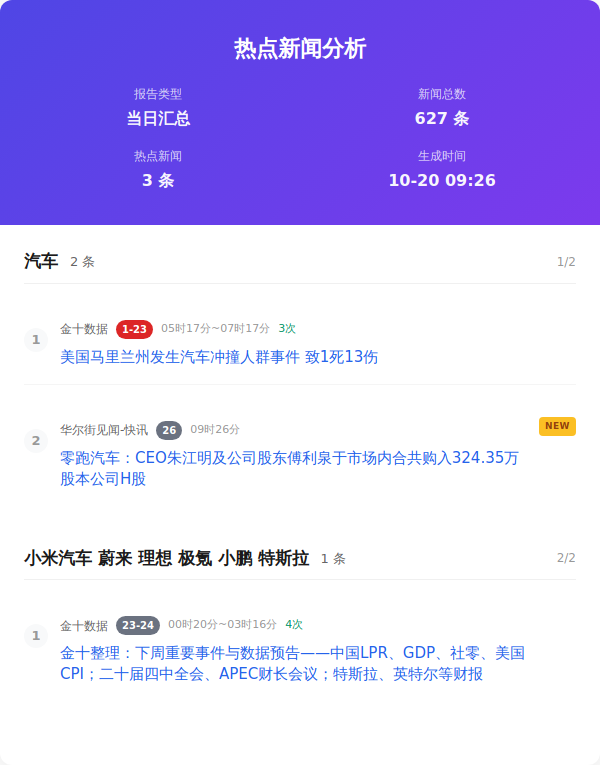 热点新闻分析
报告类型
新闻总数
当日汇总
627 条
热点新闻
生成时间
3 条
10-20 09:26
汽车 2 条 1/2
1 金十数据 1-23 05时17分~07时17分 3次
美国马里兰州发生汽车冲撞人群事件 致1死13伤
2 华尔街见闻-快讯 26 09时26分 NEW
零跑汽车：CEO朱江明及公司股东傅利泉于市场内合共购入324.35万
股本公司H股
小米汽车 蔚来 理想 极氪 小鹏 特斯拉 1 条 2/2
1 金十数据 23-24 00时20分~03时16分 4次
金十整理：下周重要事件与数据预告——中国LPR、GDP、社零、美国
CPI；二十届四中全会、APEC财长会议；特斯拉、英特尔等财报